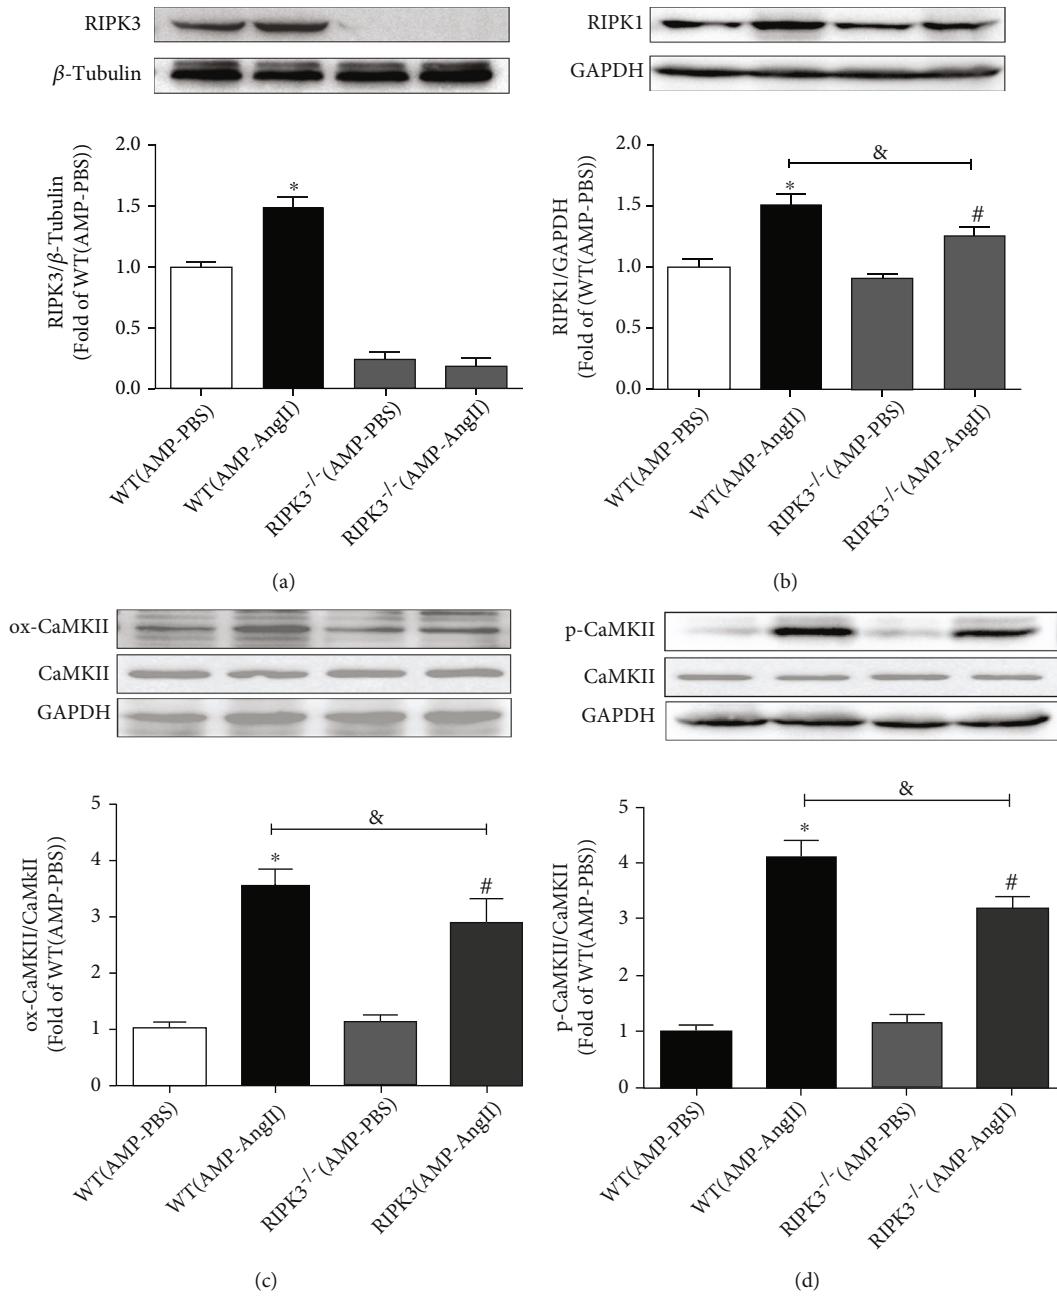 RIPK3
β-Tubulin
RIPK3/β-Tubulin
(Fold of WT(AMP-PBS))
2.0
1.5
1.0
0.5
0.0
*
WT(AMP-PBS)
WT(AMP-AngII)
RIPK3-/-(AMP-PBS)
RIPK3-/-(AMP-AngII)
(a)
RIPK1
GAPDH
RIPK1/GAPDH
(Fold of (WT(AMP-PBS))
2.0
1.5
1.0
0.5
0.0
&
*
#
WT(AMP-PBS)
WT(AMP-AngII)
RIPK3-/-(AMP-PBS)
RIPK3-/-(AMP-AngII)
(b)
ox-CaMKII
CaMKII
GAPDH
ox-CaMKII/CaMkII
(Fold of WT(AMP-PBS))
5
4
3
2
1
0
&
*
#
WT(AMP-PBS)
WT(AMP-AngII)
RIPK3-/-(AMP-PBS)
RIPK3(AMP-AngII)
(c)
p-CaMKII
CaMKII
GAPDH
p-CaMKII/CaMKII
(Fold of WT(AMP-PBS))
5
4
3
2
1
0
&
*
#
WT(AMP-PBS)
WT(AMP-AngII)
RIPK3-/-(AMP-PBS)
RIPK3-/-(AMP-AngII)
(d)